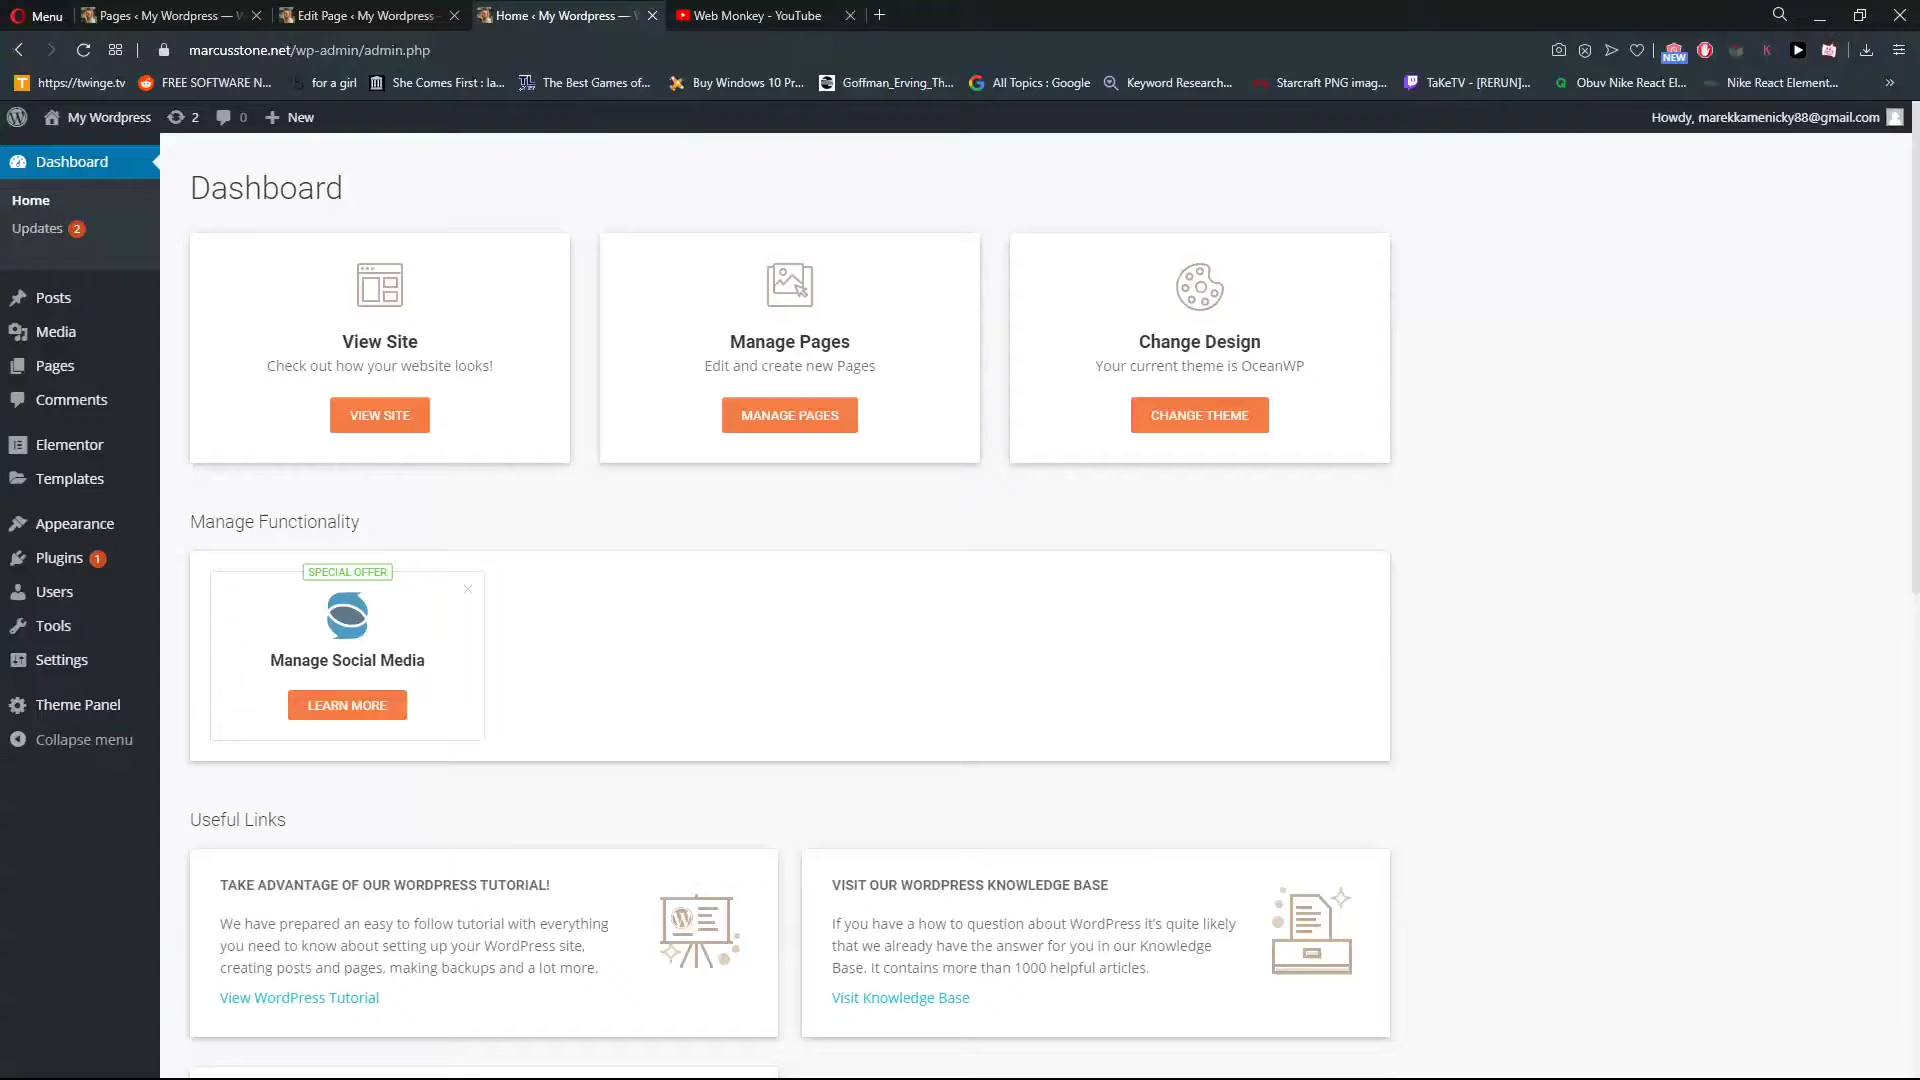 Menu
Pages ‹ My Wordpress — W
Edit Page ‹ My Wordpress
Home ‹ My Wordpress — W
Web Monkey - YouTube
marcusstone.net/wp-admin/admin.php
NEW
K
T https://twinge.tv
FREE SOFTWARE N...
for a girl
She Comes First : la...
The Best Games of...
Buy Windows 10 Pr...
Goffman_Erving_Th...
All Topics : Google
Keyword Research...
Starcraft PNG imag...
TaKeTV - [RERUN]...
Q Obuv Nike React El...
Nike React Element...
»
My Wordpress
2
0
New
Howdy, marekkamenicky88@gmail.com
Dashboard
Home
Updates 2
Posts
Media
Pages
Comments
Elementor
Templates
Appearance
Plugins 1
Users
Tools
Settings
Theme Panel
Collapse menu
Dashboard
View Site
Check out how your website looks!
VIEW SITE
Manage Pages
Edit and create new Pages
MANAGE PAGES
Change Design
Your current theme is OceanWP
CHANGE THEME
Manage Functionality
SPECIAL OFFER
Manage Social Media
LEARN MORE
Useful Links
TAKE ADVANTAGE OF OUR WORDPRESS TUTORIAL!
We have prepared an easy to follow tutorial with everything
you need to know about setting up your WordPress site,
creating posts and pages, making backups and a lot more.
View WordPress Tutorial
VISIT OUR WORDPRESS KNOWLEDGE BASE
If you have a how to question about WordPress it's quite likely
that we already have the answer for you in our Knowledge
Base. It contains more than 1000 helpful articles.
Visit Knowledge Base